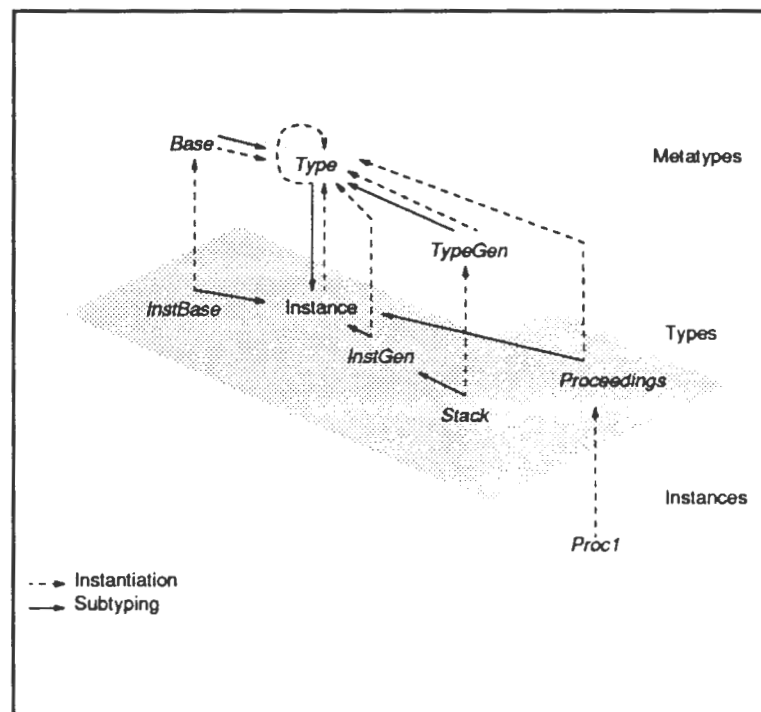 Base
Type
Metatypes
TypeGen
InstBase
Instance
Types
InstGen
Proceedings
Stack
Instances
Proc1
Instantiation
Subtyping